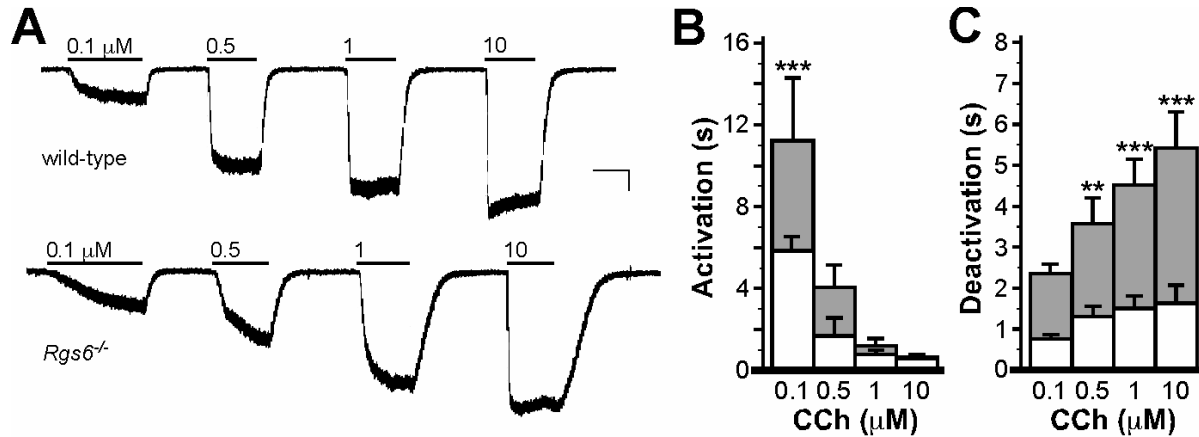 A
0.1 μM 0.5 1 10
wild-type
0.1 μM 0.5 1 10
Rgs6-/-
B
16
12
8
4
0
Activation (s)
***
0.1 0.5 1 10
CCh (μM)
C
8
7
6
5
4
3
2
1
0
Deactivation (s)
** *** ***
0.1 0.5 1 10
CCh (μM)